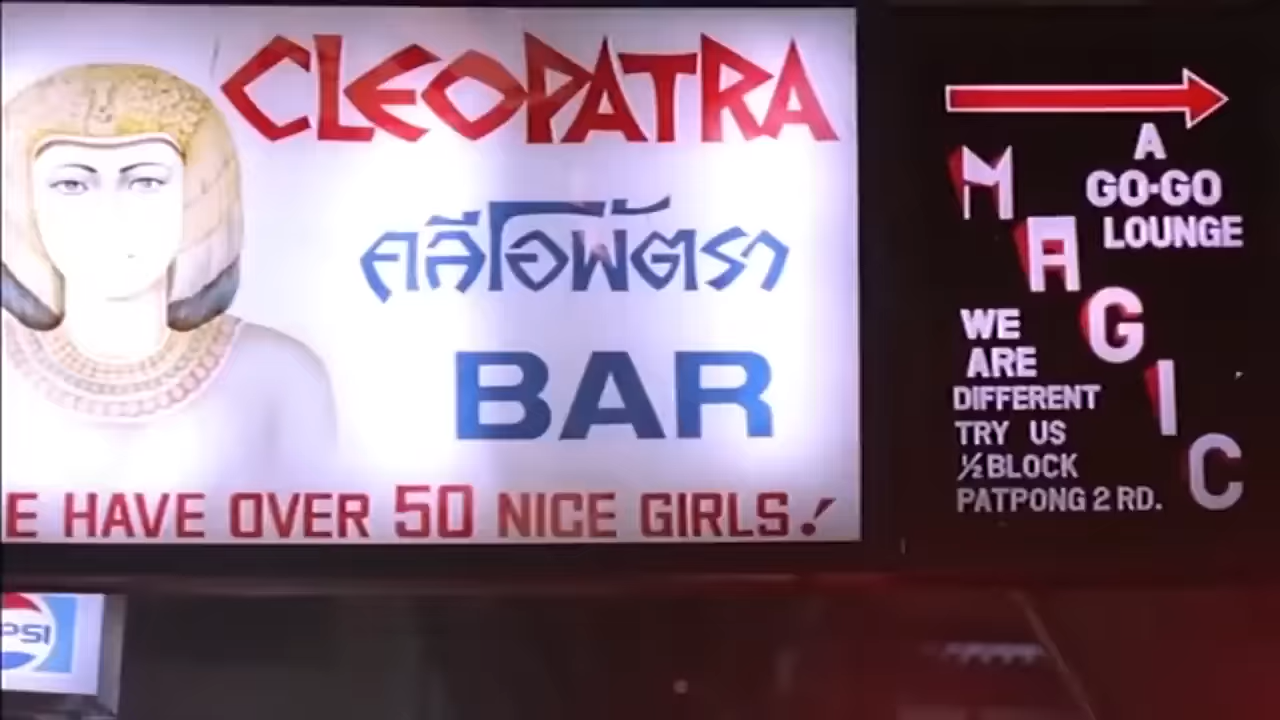 CLEOPATRA
คลีโอพัตรา
BAR
E HAVE OVER 50 NICE GIRLS!
A
GO-GO
LOUNGE
MAGIC
WE
ARE
DIFFERENT
TRY US
½ BLOCK
PATPONG 2 RD.
PSI